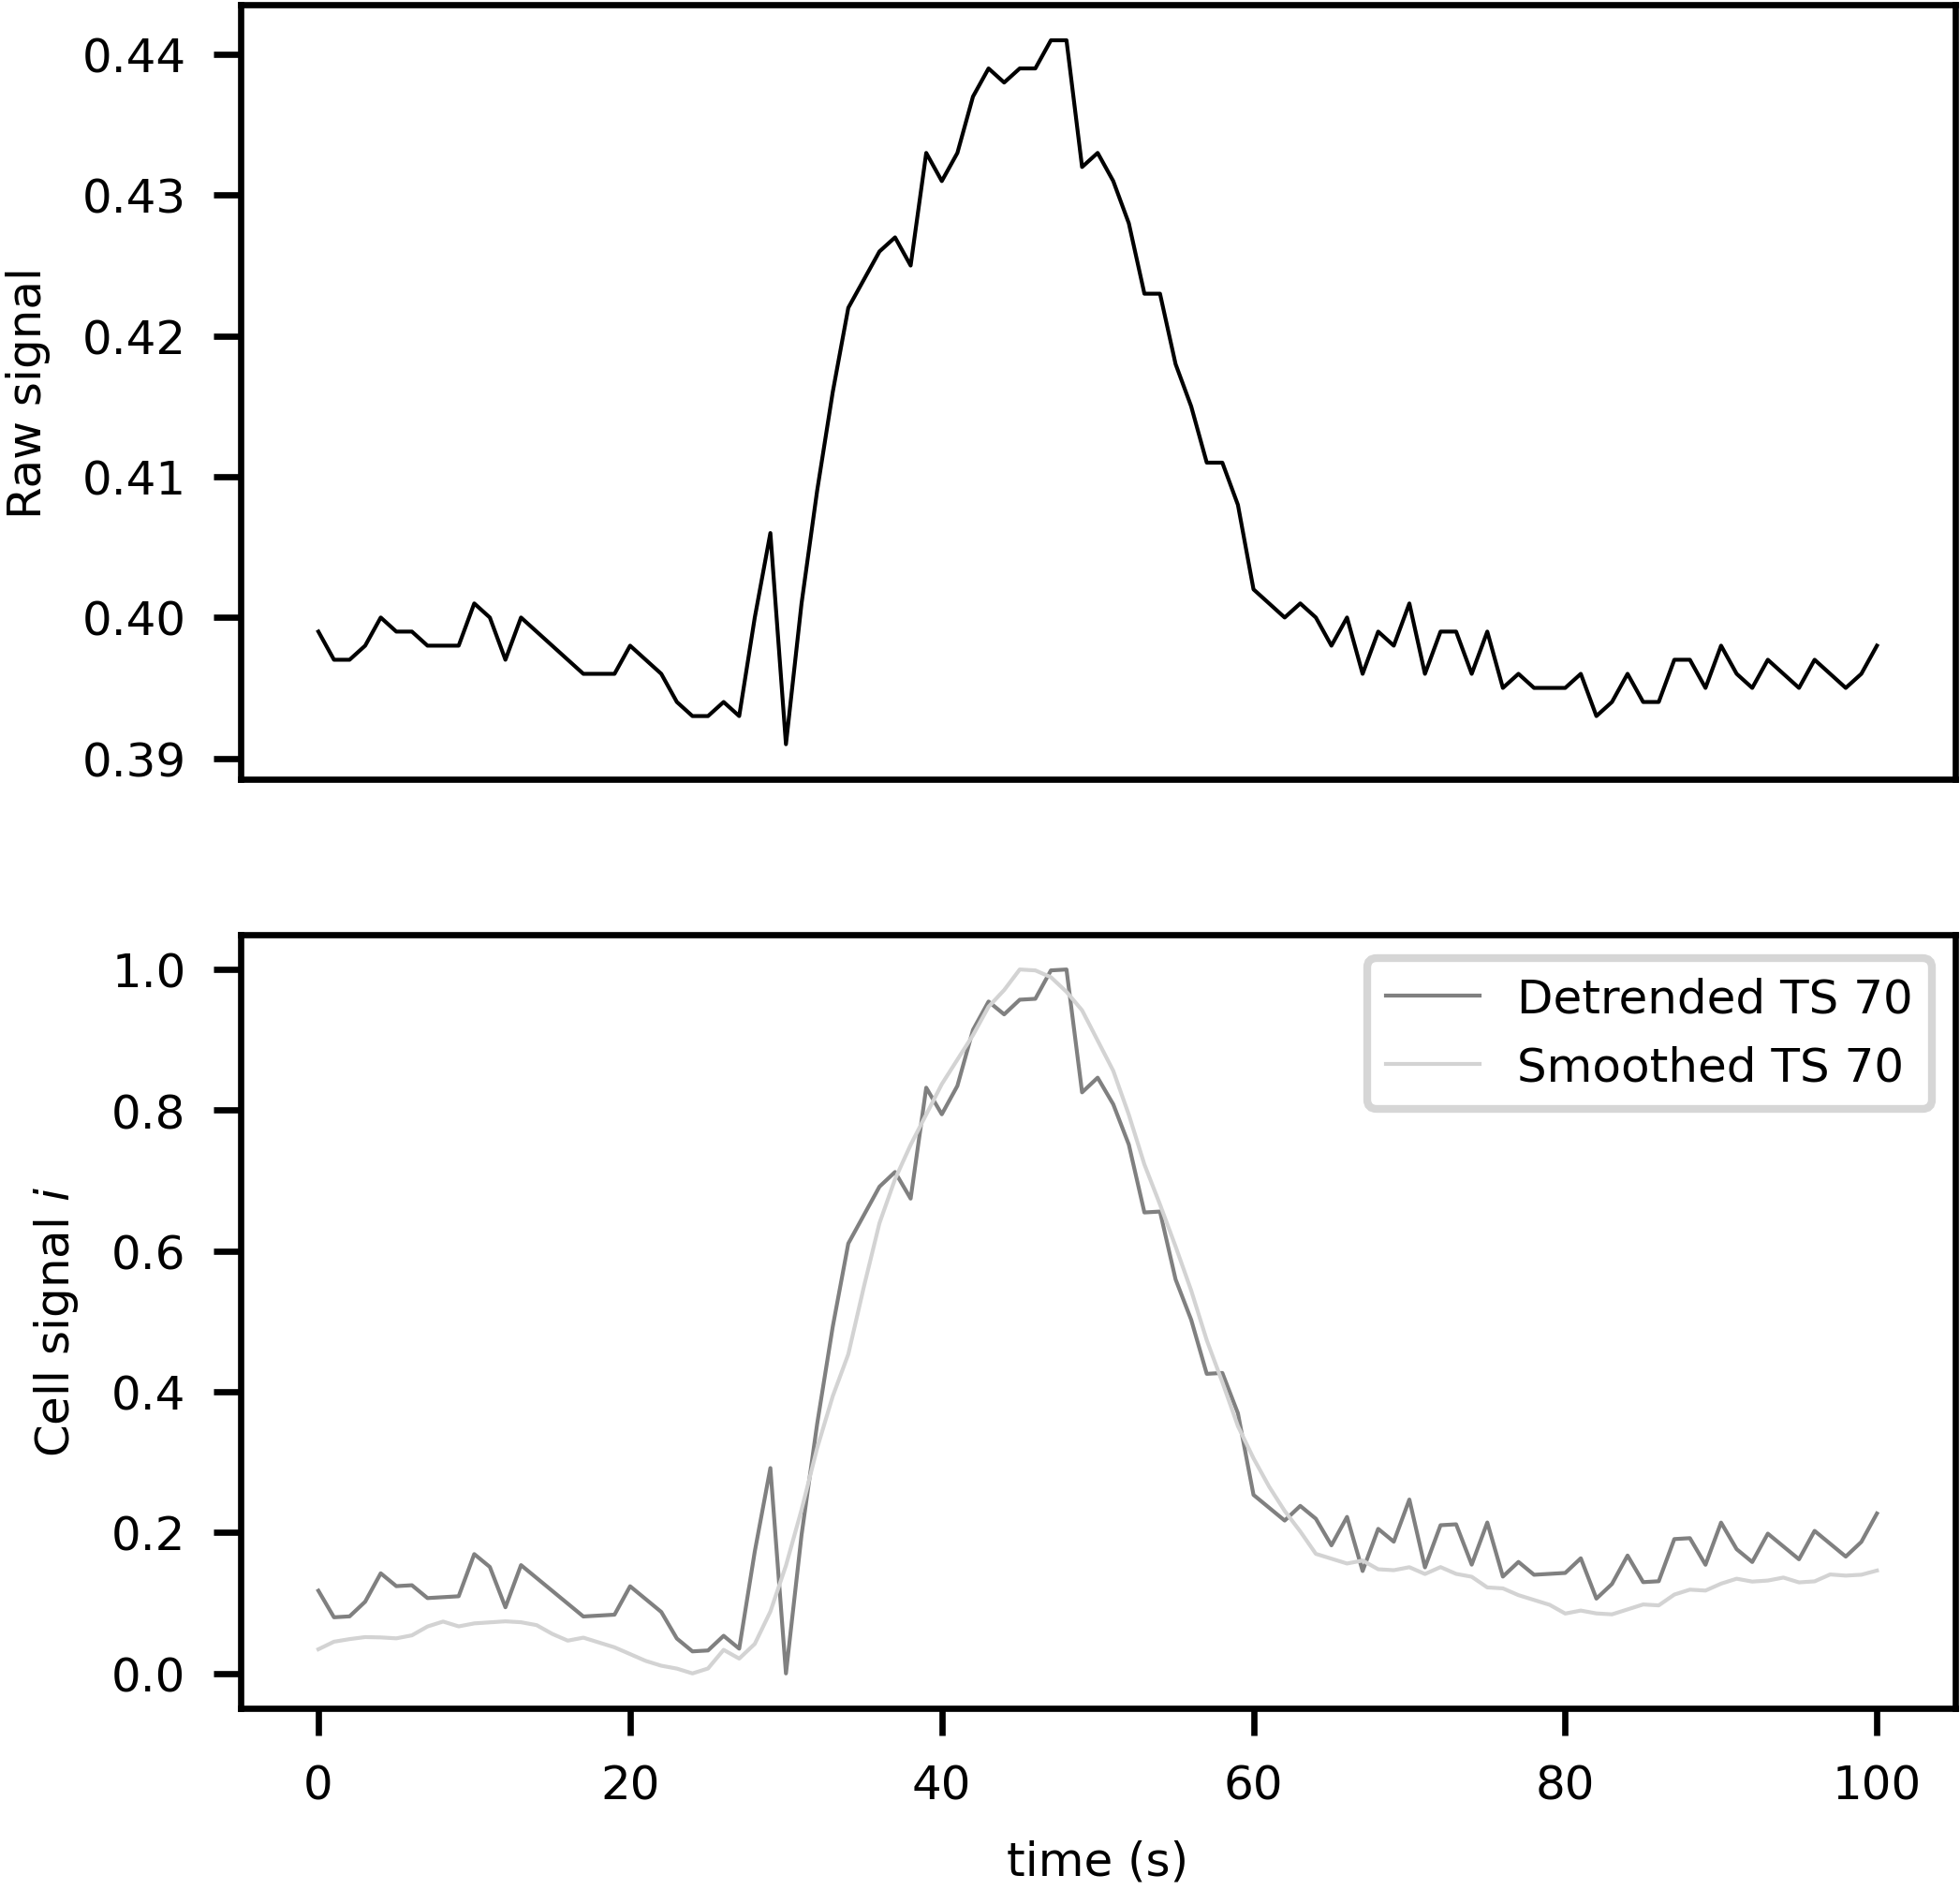 Raw signal
0.44
0.43
0.42
0.41
0.40
0.39
Cell signal i
1.0
0.8
0.6
0.4
0.2
0.0
Detrended TS 70
Smoothed TS 70
0 20 40 60 80 100
time (s)